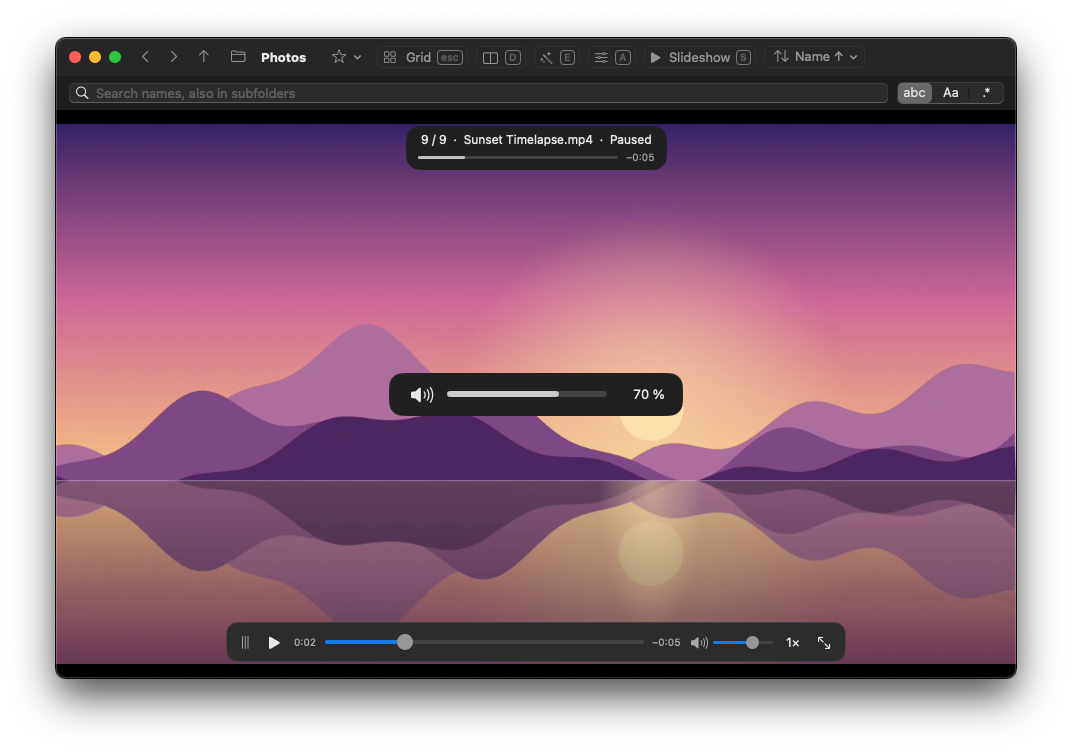 Photos Grid esc D E A Slideshow S Name ↑
Search names, also in subfolders abc Aa .*
9 / 9 · Sunset Timelapse.mp4 · Paused
−0:05
70 %
0:02 −0:05 1×